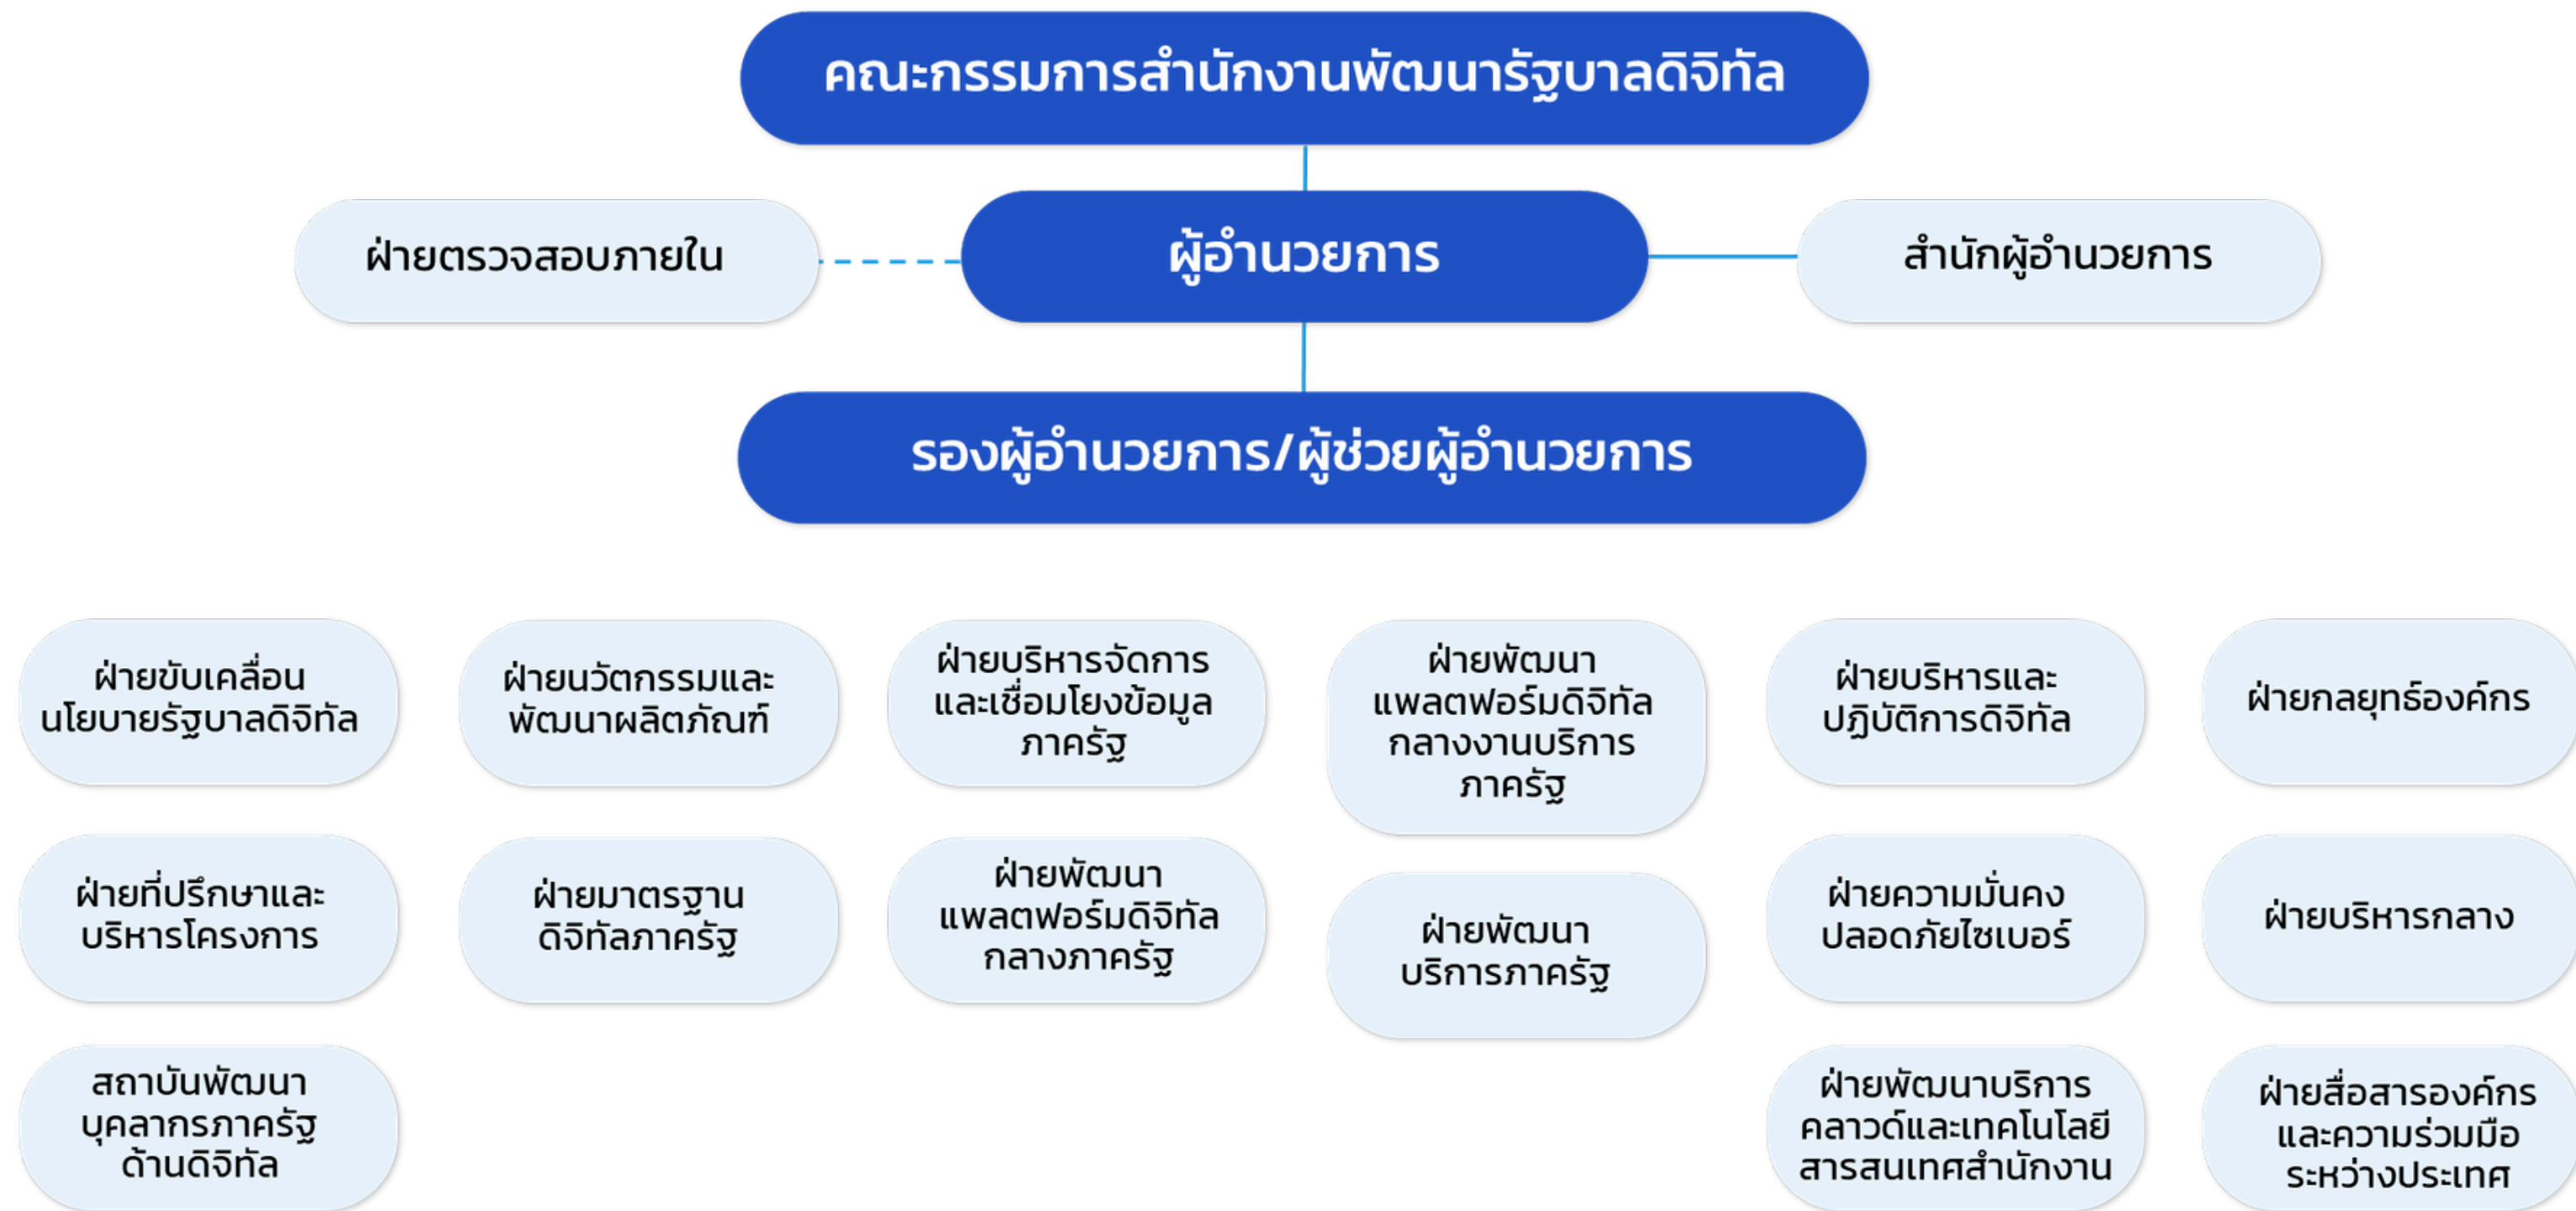 คณะกรรมการสำนักงานพัฒนารัฐบาลดิจิทัล
ฝ่ายตรวจสอบภายใน
ผู้อำนวยการ
สำนักผู้อำนวยการ
รองผู้อำนวยการ/ผู้ช่วยผู้อำนวยการ
ฝ่ายขับเคลื่อน
นโยบายรัฐบาลดิจิทัล
ฝ่ายนวัตกรรมและ
พัฒนาผลิตภัณฑ์
ฝ่ายบริหารจัดการ
และเชื่อมโยงข้อมูล
ภาครัฐ
ฝ่ายพัฒนา
แพลตฟอร์มดิจิทัล
กลางงานบริการ
ภาครัฐ
ฝ่ายบริหารและ
ปฏิบัติการดิจิทัล
ฝ่ายกลยุทธ์องค์กร
ฝ่ายที่ปรึกษาและ
บริหารโครงการ
ฝ่ายมาตรฐาน
ดิจิทัลภาครัฐ
ฝ่ายพัฒนา
แพลตฟอร์มดิจิทัล
กลางภาครัฐ
ฝ่ายพัฒนา
บริการภาครัฐ
ฝ่ายความมั่นคง
ปลอดภัยไซเบอร์
ฝ่ายบริหารกลาง
สถาบันพัฒนา
บุคลากรภาครัฐ
ด้านดิจิทัล
ฝ่ายพัฒนาบริการ
คลาวด์และเทคโนโลยี
สารสนเทศสำนักงาน
ฝ่ายสื่อสารองค์กร
และความร่วมมือ
ระหว่างประเทศ